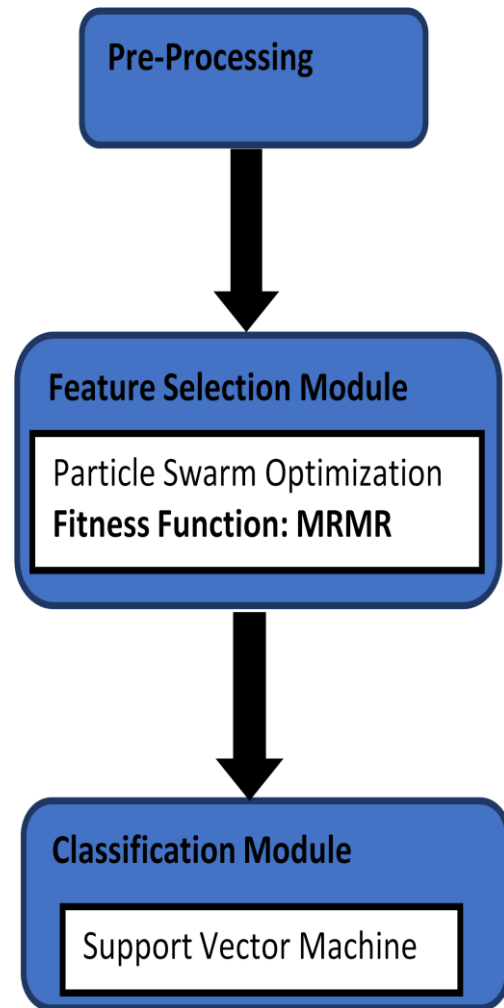 Pre-Processing
Feature Selection Module
Particle Swarm Optimization
Fitness Function: MRMR
Classification Module
Support Vector Machine